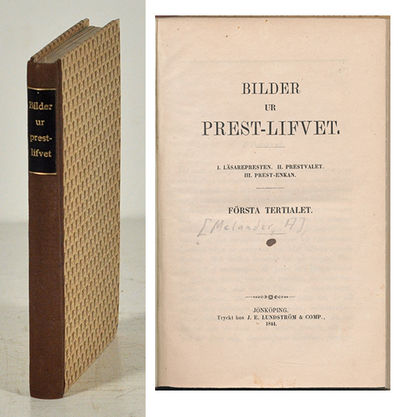 Bilder
ur
prest-
lifvet
BILDER
UR
PREST-LIFVET.
I. LÄSAREPRESTEN. II. PRESTVALET.
III. PREST-ENKAN.
FÖRSTA TERTIALET.
[Melander, A],
JÖNKÖPING.
Tryckt hos J. E. LUNDSTRÖM & COMP.,
1844.